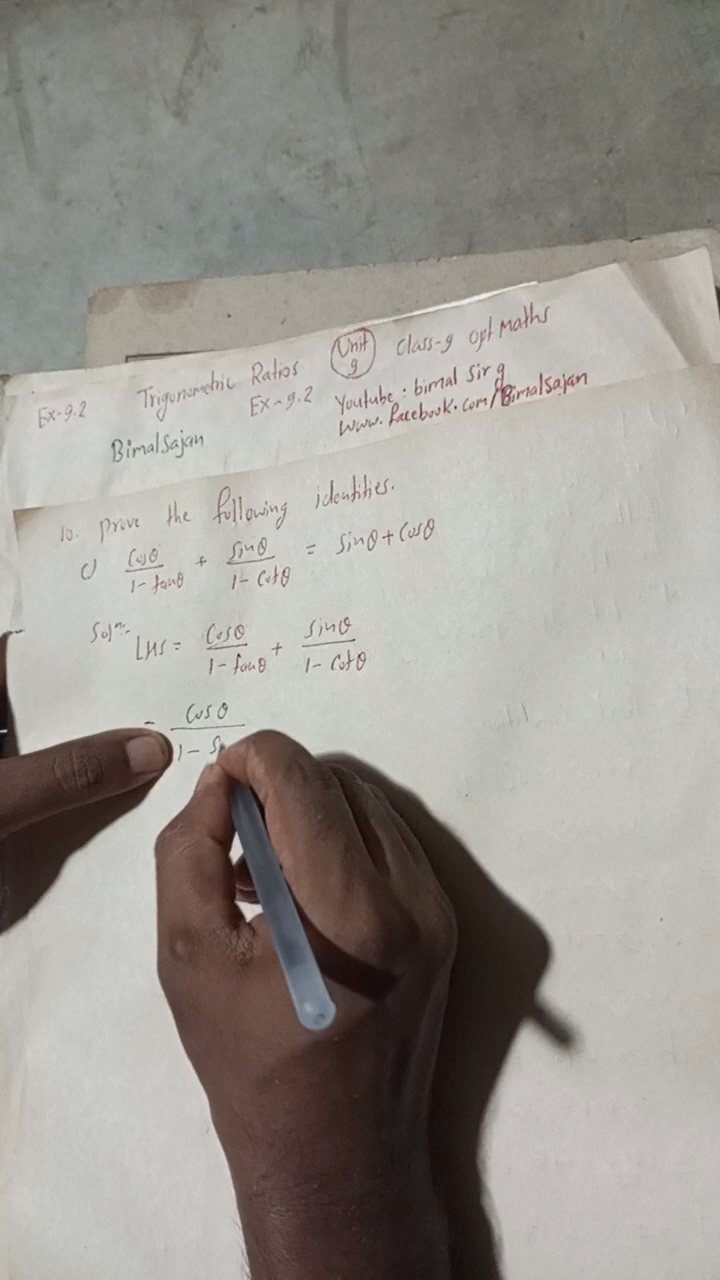 Ex-9.2 Trigonometric Ratios Ex-9.2 Unit 9 Class-9 Opt Maths
BimalSajan Youtube : bimal Sir g
www.facebook.com/BimalSajan
10. prove the following identities.
c) Cosθ/1-tanθ + Sinθ/1-Cotθ = Sinθ+Cosθ
Solⁿ:- LHS = Cosθ/1-tanθ + Sinθ/1-Cotθ
= Cosθ/1-S